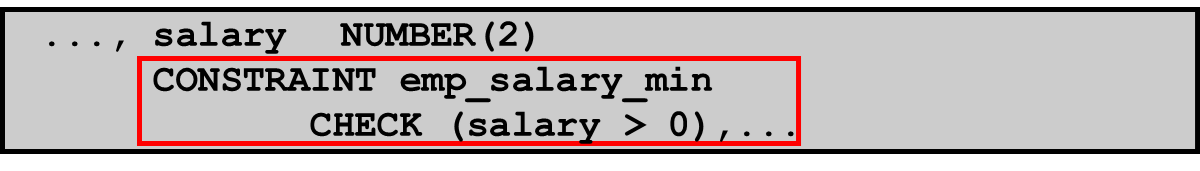 ..., salary NUMBER(2)
CONSTRAINT emp_salary_min
CHECK (salary > 0),...